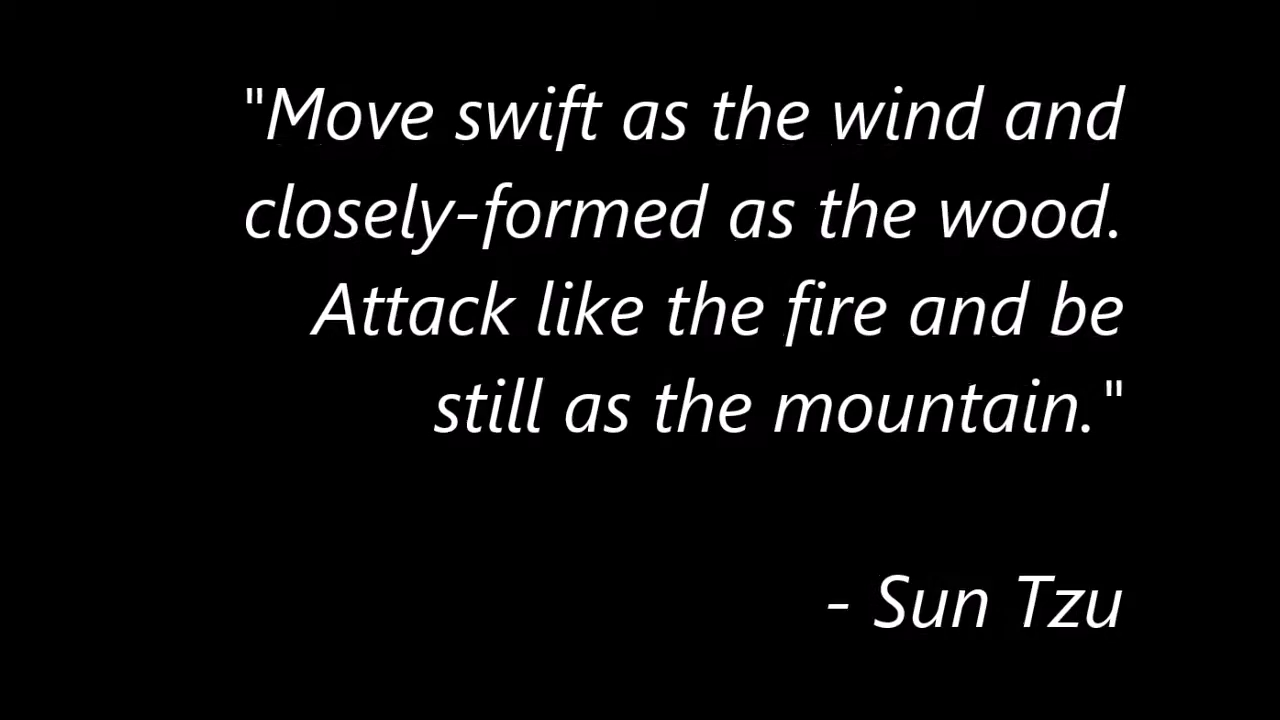 "Move swift as the wind and
closely-formed as the wood.
Attack like the fire and be
still as the mountain."
- Sun Tzu